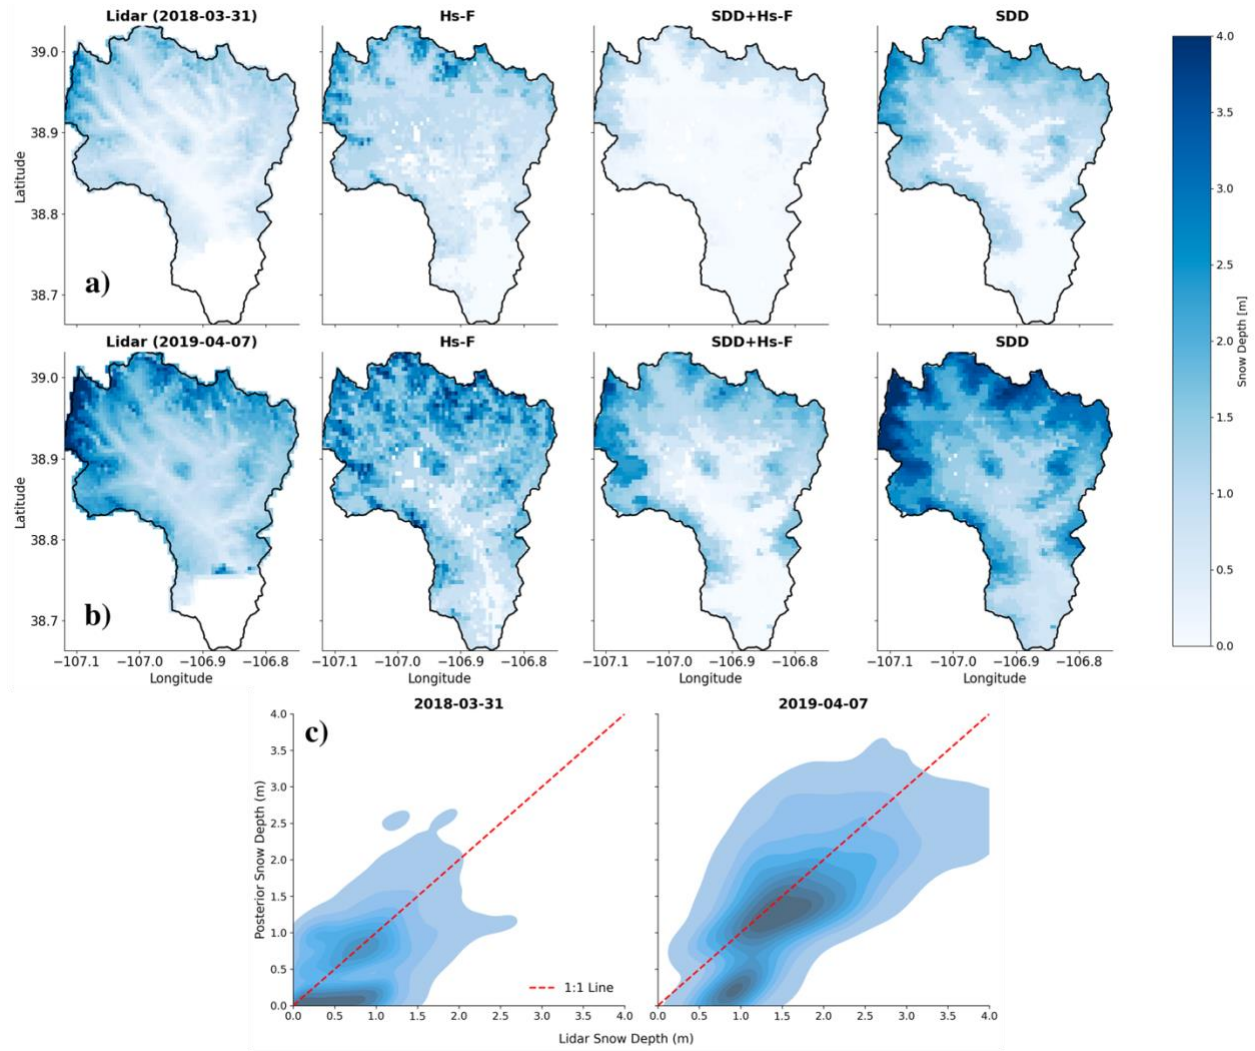 Lidar (2018-03-31) Hs-F SDD+Hs-F SDD
39.0
38.9
38.8
38.7
Latitude
a)
Lidar (2019-04-07) Hs-F SDD+Hs-F SDD
39.0
38.9
38.8
38.7
Latitude
b)
−107.1 −107.0 −106.9 −106.8 −107.1 −107.0 −106.9 −106.8 −107.1 −107.0 −106.9 −106.8 −107.1 −107.0 −106.9 −106.8
Longitude Longitude Longitude Longitude
4.0
3.5
3.0
2.5
2.0
1.5
1.0
0.5
0.0
Snow Depth [m]
2018-03-31 2019-04-07
c)
4.0
3.5
3.0
2.5
2.0
1.5
1.0
0.5
0.0
Posterior Snow Depth (m)
1:1 Line
0.0 0.5 1.0 1.5 2.0 2.5 3.0 3.5 4.0 0.0 0.5 1.0 1.5 2.0 2.5 3.0 3.5 4.0
Lidar Snow Depth (m)